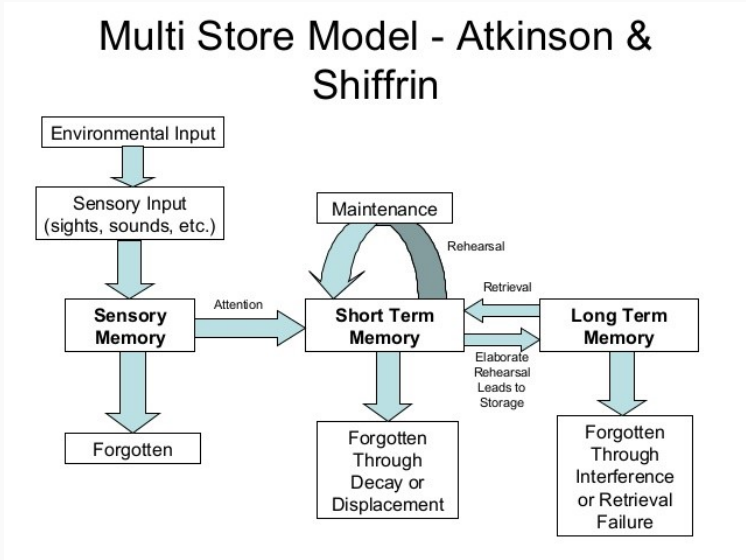 Multi Store Model - Atkinson &
Shiffrin
Environmental Input
Sensory Input
(sights, sounds, etc.)
Maintenance
Rehearsal
Sensory
Memory
Attention
Short Term
Memory
Retrieval
Long Term
Memory
Elaborate
Rehearsal
Leads to
Storage
Forgotten
Forgotten
Through
Decay or
Displacement
Forgotten
Through
Interference
or Retrieval
Failure